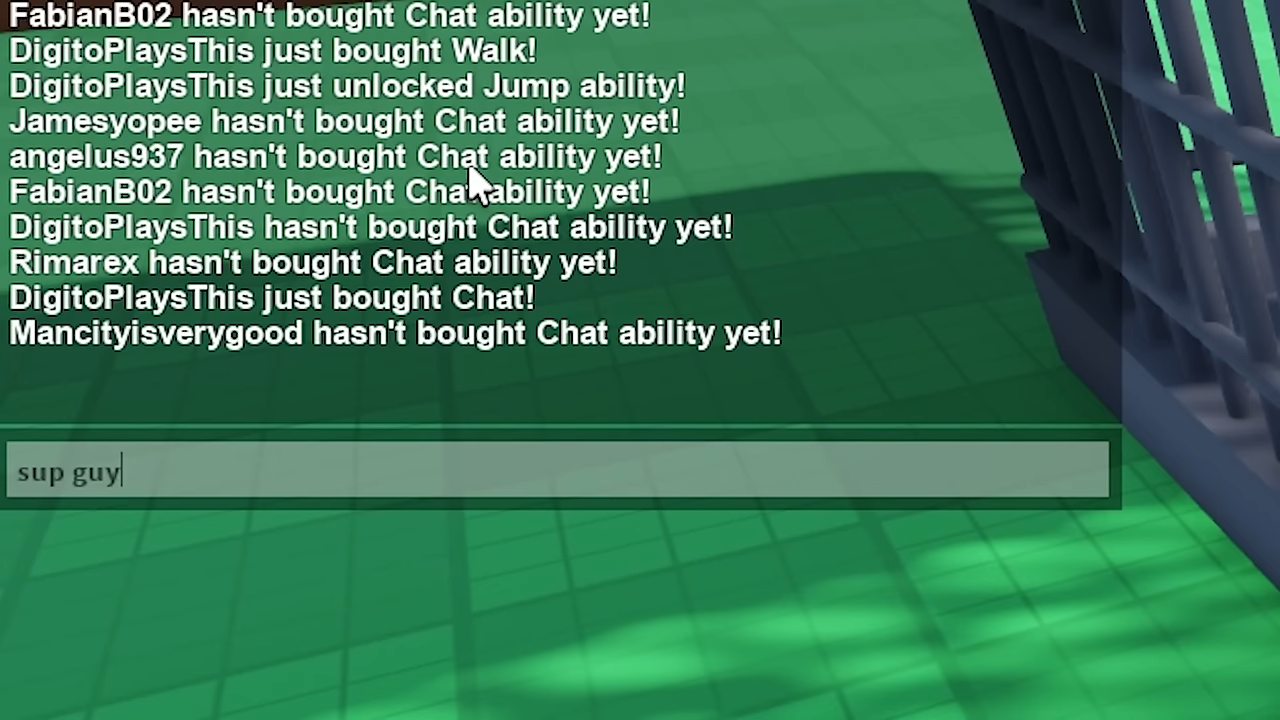 FabianB02 hasn't bought Chat ability yet!
DigitoPlaysThis just bought Walk!
DigitoPlaysThis just unlocked Jump ability!
Jamesyopee hasn't bought Chat ability yet!
angelus937 hasn't bought Chat ability yet!
FabianB02 hasn't bought Chat ability yet!
DigitoPlaysThis hasn't bought Chat ability yet!
Rimarex hasn't bought Chat ability yet!
DigitoPlaysThis just bought Chat!
Mancityisverygood hasn't bought Chat ability yet!
sup guy